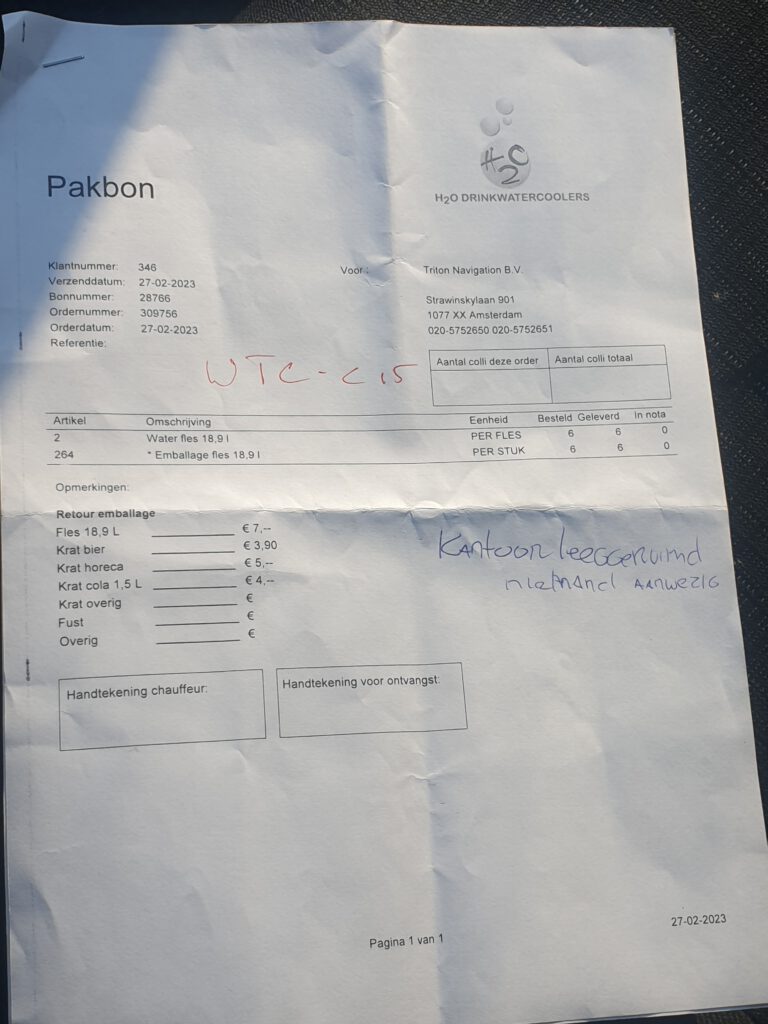 H2O
H2O DRINKWATERCOOLERS
Pakbon
Klantnummer: 346
Verzenddatum: 27-02-2023
Bonnummer: 28766
Ordernummer: 309756
Orderdatum: 27-02-2023
Referentie:
Voor : Triton Navigation B.V.
Strawinskylaan 901
1077 XX Amsterdam
020-5752650 020-5752651
WTC-C15
Aantal colli deze order Aantal colli totaal
Artikel Omschrijving Eenheid Besteld Geleverd In nota
2 Water fles 18,9 l PER FLES 6 6 0
264 * Emballage fles 18,9 l PER STUK 6 6 0
Opmerkingen:
Retour emballage
Fles 18,9 L € 7,--
Krat bier € 3,90
Krat horeca € 5,--
Krat cola 1,5 L € 4,--
Krat overig €
Fust €
Overig €
Kantoor leeggeruimd
niemand aanwezig
Handtekening chauffeur: Handtekening voor ontvangst:
Pagina 1 van 1
27-02-2023